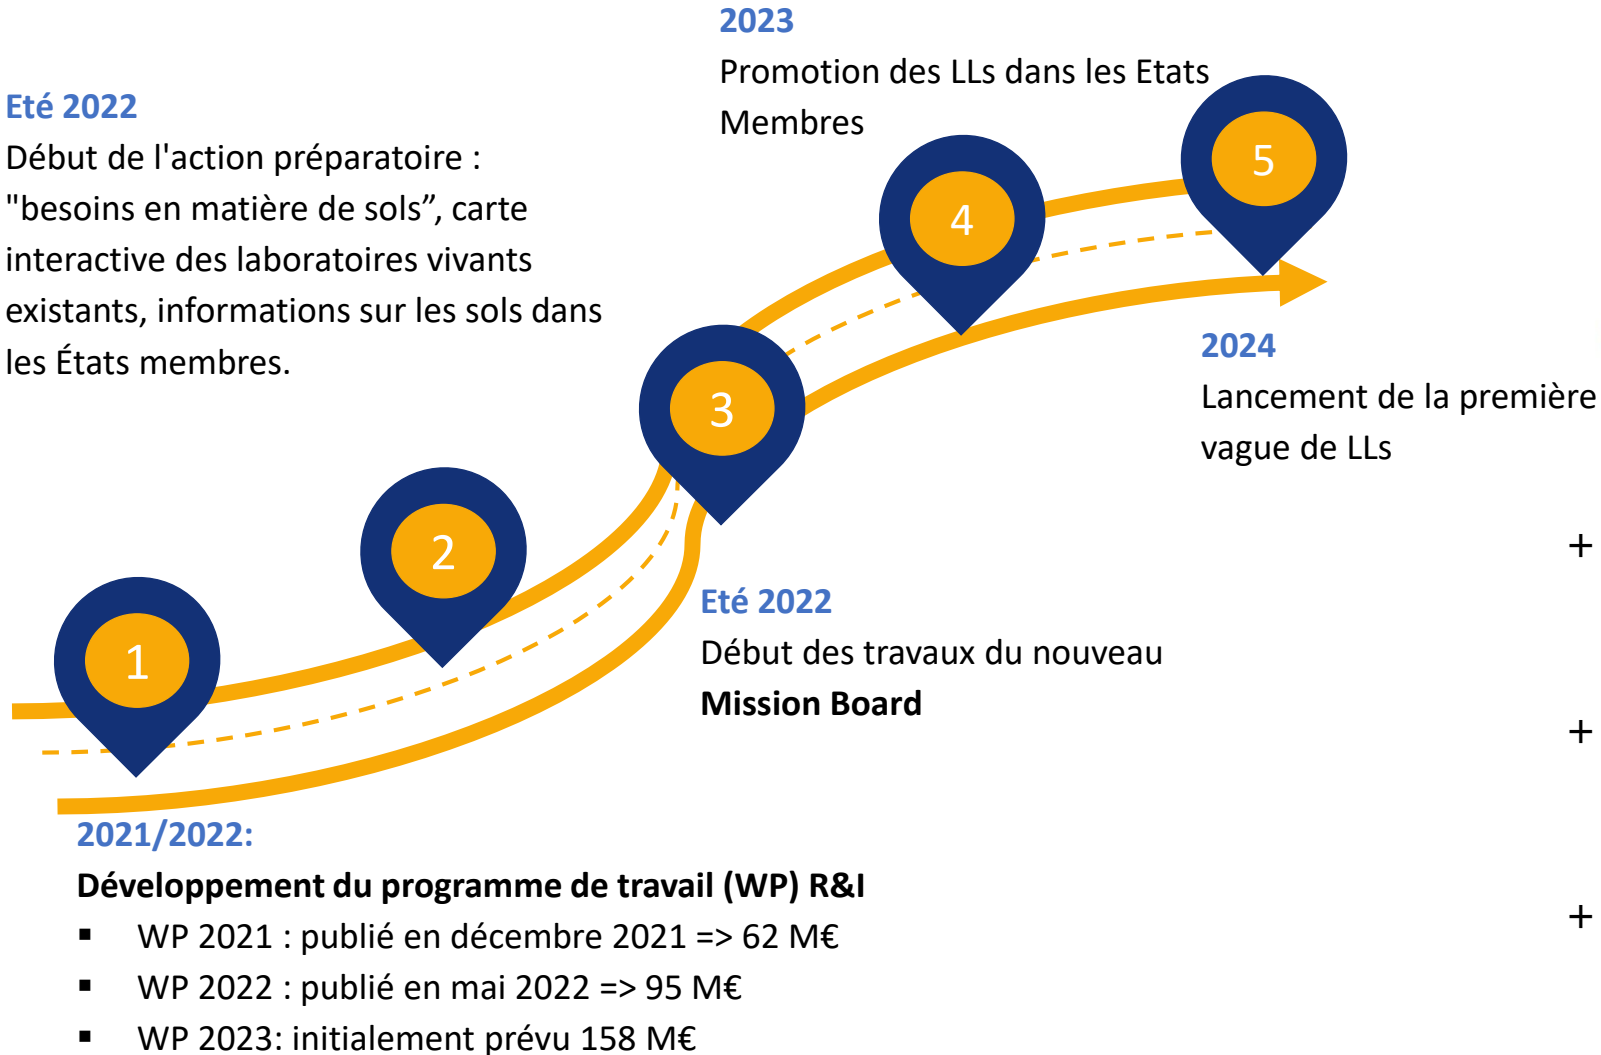 2023
Promotion des LLs dans les Etats
Membres
Eté 2022
Début de l'action préparatoire :
"besoins en matière de sols”, carte
interactive des laboratoires vivants
existants, informations sur les sols dans
les États membres.
5
4
3
2
1
2024
Lancement de la première
vague de LLs
+
+
+
Eté 2022
Début des travaux du nouveau
Mission Board
2021/2022:
Développement du programme de travail (WP) R&I
▪ WP 2021 : publié en décembre 2021 => 62 M€
▪ WP 2022 : publié en mai 2022 => 95 M€
▪ WP 2023: initialement prévu 158 M€